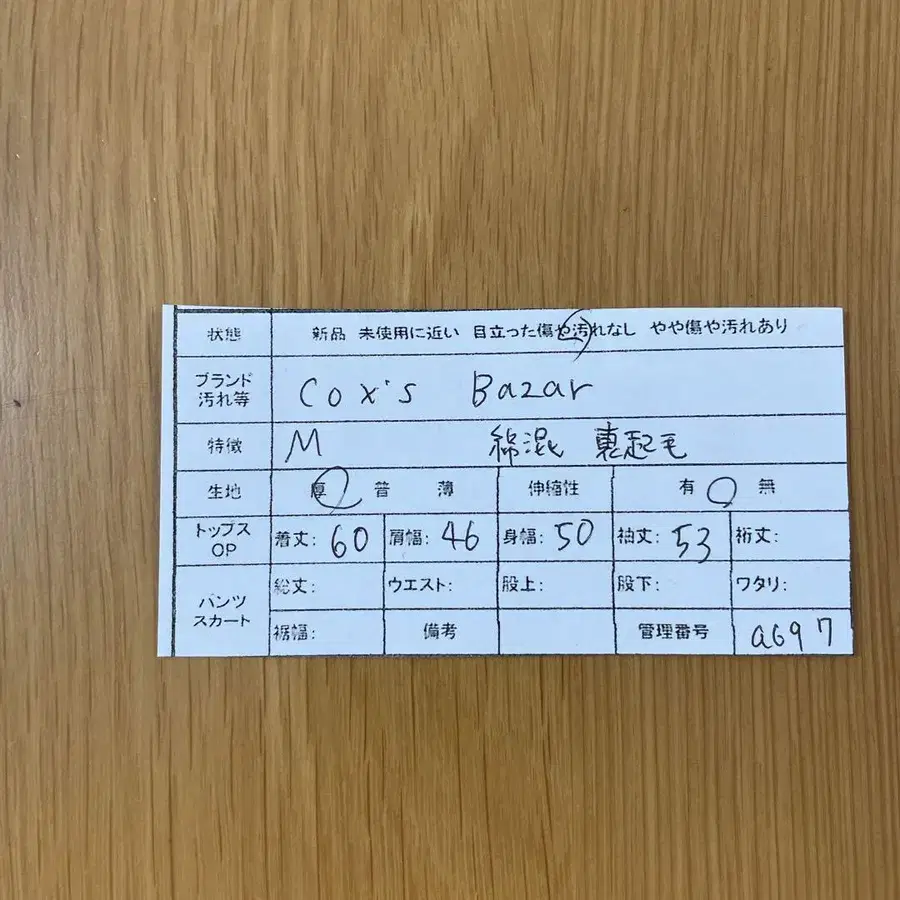 状態 新品 未使用に近い 目立った傷や汚れなし やや傷や汚れあり
ブランド
汚れ等
Cox's Bazar
特徴 M 綿混 裏起毛
生地 厚 普 薄 伸縮性 有 無
トップス
OP
着丈: 60 肩幅: 46 身幅: 50 袖丈: 53 裄丈:
パンツ
スカート
総丈: ウエスト: 股上: 股下: ワタリ:
裾幅: 備考 管理番号 a697